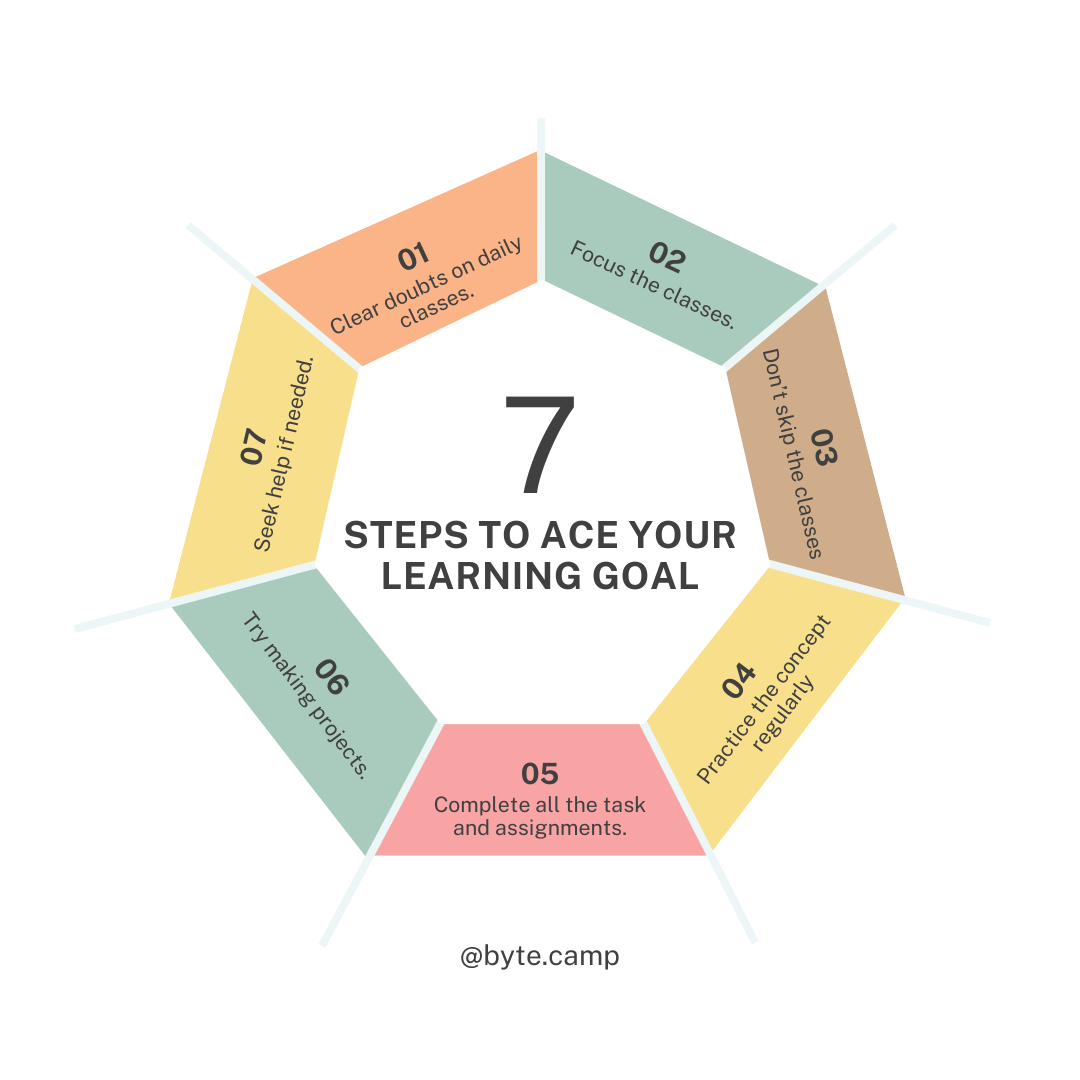 7
STEPS TO ACE YOUR
LEARNING GOAL
01
Clear doubts on daily
classes.
02
Focus the classes.
03
Don't skip the classes
04
Practice the concept
regularly
05
Complete all the task
and assignments.
06
Try making projects.
07
Seek help if needed.
@byte.camp